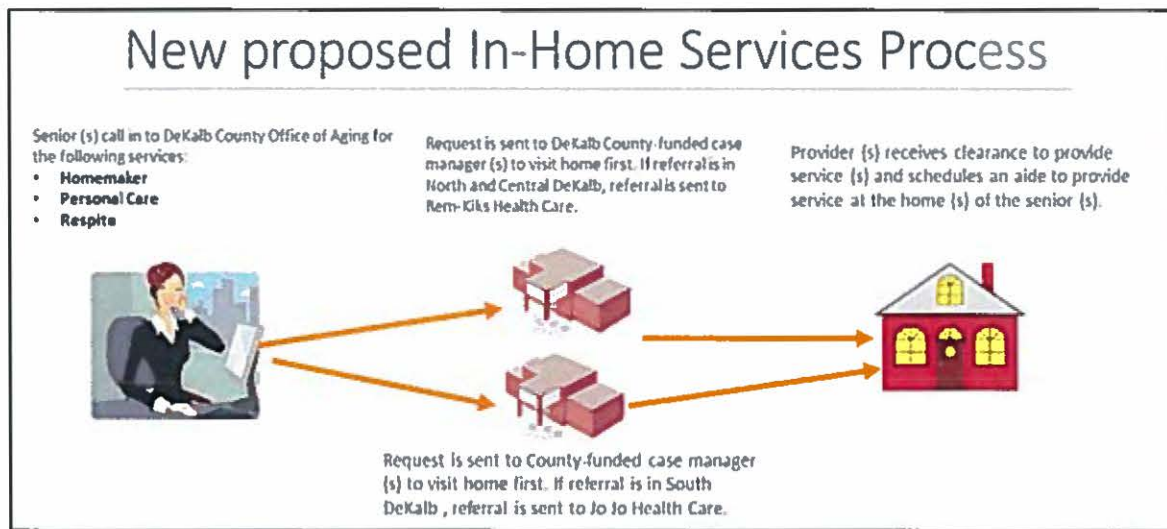 New proposed In-Home Services Process
Senior (s) call in to DeKalb County Office of Aging for
the following services:
• Homemaker
• Personal Care
• Respite
Request is sent to DeKalb County-funded case
manager (s) to visit home first. If referral is in
North and Central DeKalb, referral is sent to
Rem-Kiks Health Care.
Provider (s) receives clearance to provide
service (s) and schedules an aide to provide
service at the home (s) of the senior (s).
Request is sent to County-funded case manager
(s) to visit home first. If referral is in South
DeKalb , referral is sent to Jo Jo Health Care.